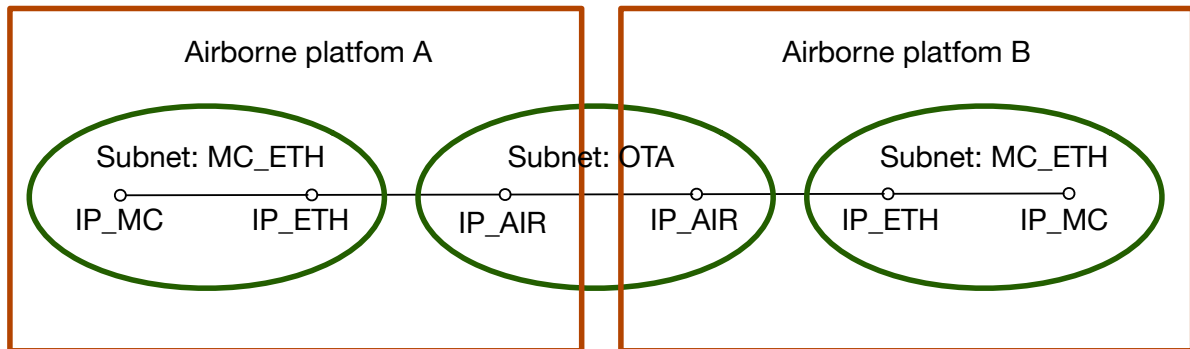 Airborne platfom A
Airborne platfom B
Subnet: MC_ETH
Subnet: OTA
Subnet: MC_ETH
IP_MC
IP_ETH
IP_AIR
IP_AIR
IP_ETH
IP_MC